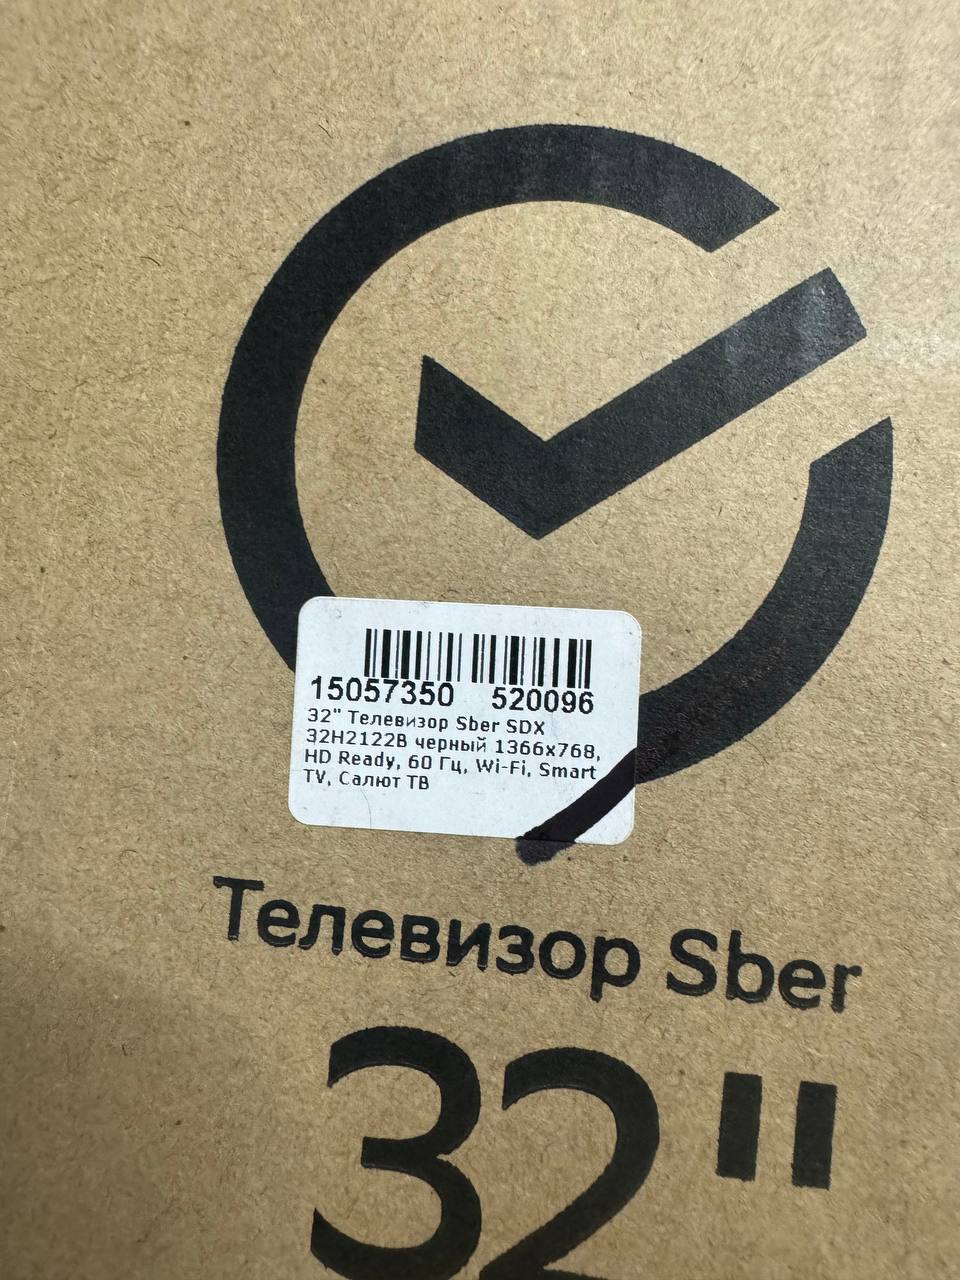 15057350 520096
32" Телевизор Sber SDX
32H2122B черный 1366x768,
HD Ready, 60 Гц, Wi-Fi, Smart
TV, Салют ТВ
Телевизор Sber
32"